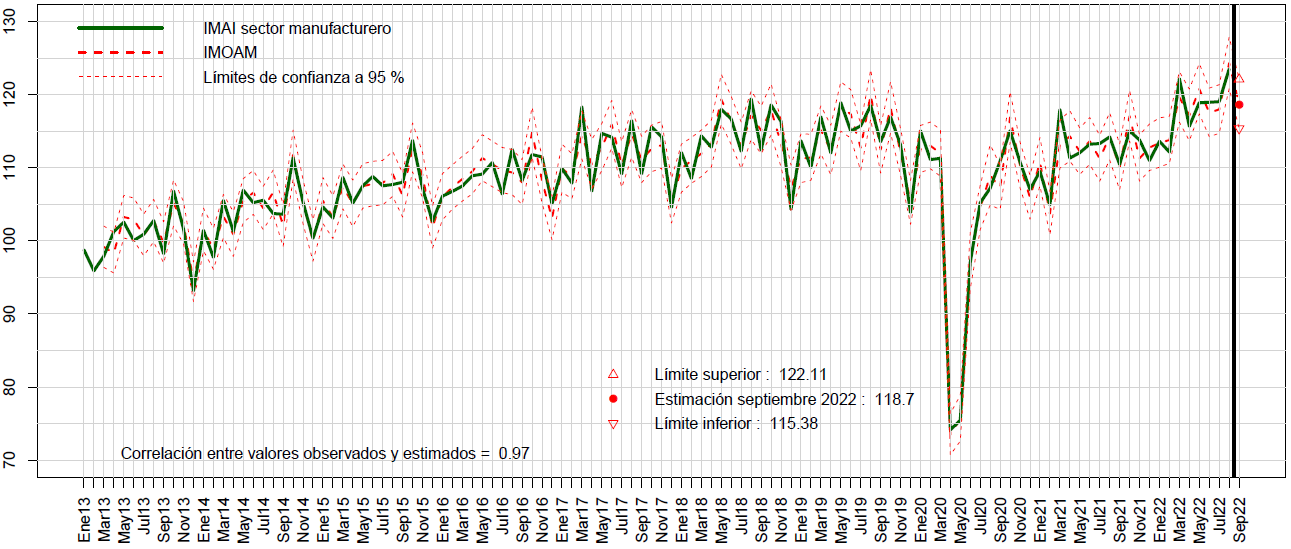 IMAI sector manufacturero
IMOAM
Límites de confianza a 95 %
130
120
110
100
90
80
70
Límite superior : 122.11
Estimación septiembre 2022 : 118.7
Límite inferior : 115.38
Correlación entre valores observados y estimados = 0.97
Ene13
Mar13
May13
Jul13
Sep13
Nov13
Ene14
Mar14
May14
Jul14
Sep14
Nov14
Ene15
Mar15
May15
Jul15
Sep15
Nov15
Ene16
Mar16
May16
Jul16
Sep16
Nov16
Ene17
Mar17
May17
Jul17
Sep17
Nov17
Ene18
Mar18
May18
Jul18
Sep18
Nov18
Ene19
Mar19
May19
Jul19
Sep19
Nov19
Ene20
Mar20
May20
Jul20
Sep20
Nov20
Ene21
Mar21
May21
Jul21
Sep21
Nov21
Ene22
Mar22
May22
Jul22
Sep22